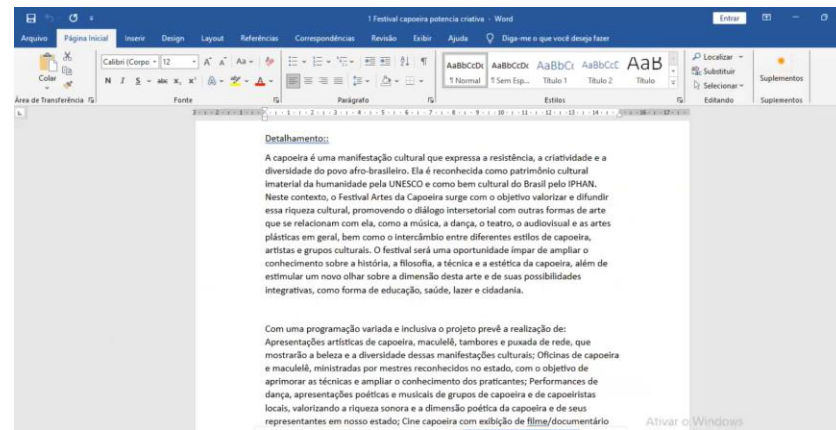 1 Festival capoeira potencia criativa - Word
Entrar
Arquivo Página Inicial Inserir Design Layout Referências Correspondências Revisão Exibir Ajuda Diga-me o que você deseja fazer
Colar
Calibri (Corpo 12
N I S abc x, x²
AaBbCcDc AaBbCcDc AaBbCc AaBbCcE AaB
¶ Normal ¶ Sem Esp... Título 1 Título 2 Título
Localizar
Substituir
Selecionar
Suplementos
Área de Transferência Fonte Parágrafo Estilos Editando Suplementos
Detalhamento::
A capoeira é uma manifestação cultural que expressa a resistência, a criatividade e a
diversidade do povo afro-brasileiro. Ela é reconhecida como patrimônio cultural
imaterial da humanidade pela UNESCO e como bem cultural do Brasil pelo IPHAN.
Neste contexto, o Festival Artes da Capoeira surge com o objetivo valorizar e difundir
essa riqueza cultural, promovendo o diálogo intersetorial com outras formas de arte
que se relacionam com ela, como a música, a dança, o teatro, o audiovisual e as artes
plásticas em geral, bem como o intercâmbio entre diferentes estilos de capoeira,
artistas e grupos culturais. O festival será uma oportunidade ímpar de ampliar o
conhecimento sobre a história, a filosofia, a técnica e a estética da capoeira, além de
estimular um novo olhar sobre a dimensão desta arte e de suas possibilidades
integrativas, como forma de educação, saúde, lazer e cidadania.
Com uma programação variada e inclusiva o projeto prevê a realização de:
Apresentações artísticas de capoeira, maculelê, tambores e puxada de rede, que
mostrarão a beleza e a diversidade dessas manifestações culturais; Oficinas de capoeira
e maculelê, ministradas por mestres reconhecidos no estado, com o objetivo de
aprimorar as técnicas e ampliar o conhecimento dos praticantes; Performances de
dança, apresentações poéticas e musicais de grupos de capoeira e de capoeiristas
locais, valorizando a riqueza sonora e a dimensão poética da capoeira e de seus
representantes em nosso estado; Cine capoeira com exibição de filme/documentário
Ativar o Windows